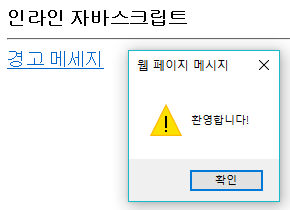 인라인 자바스크립트
경고 메세지
웹 페이지 메시지
환영합니다!
확인